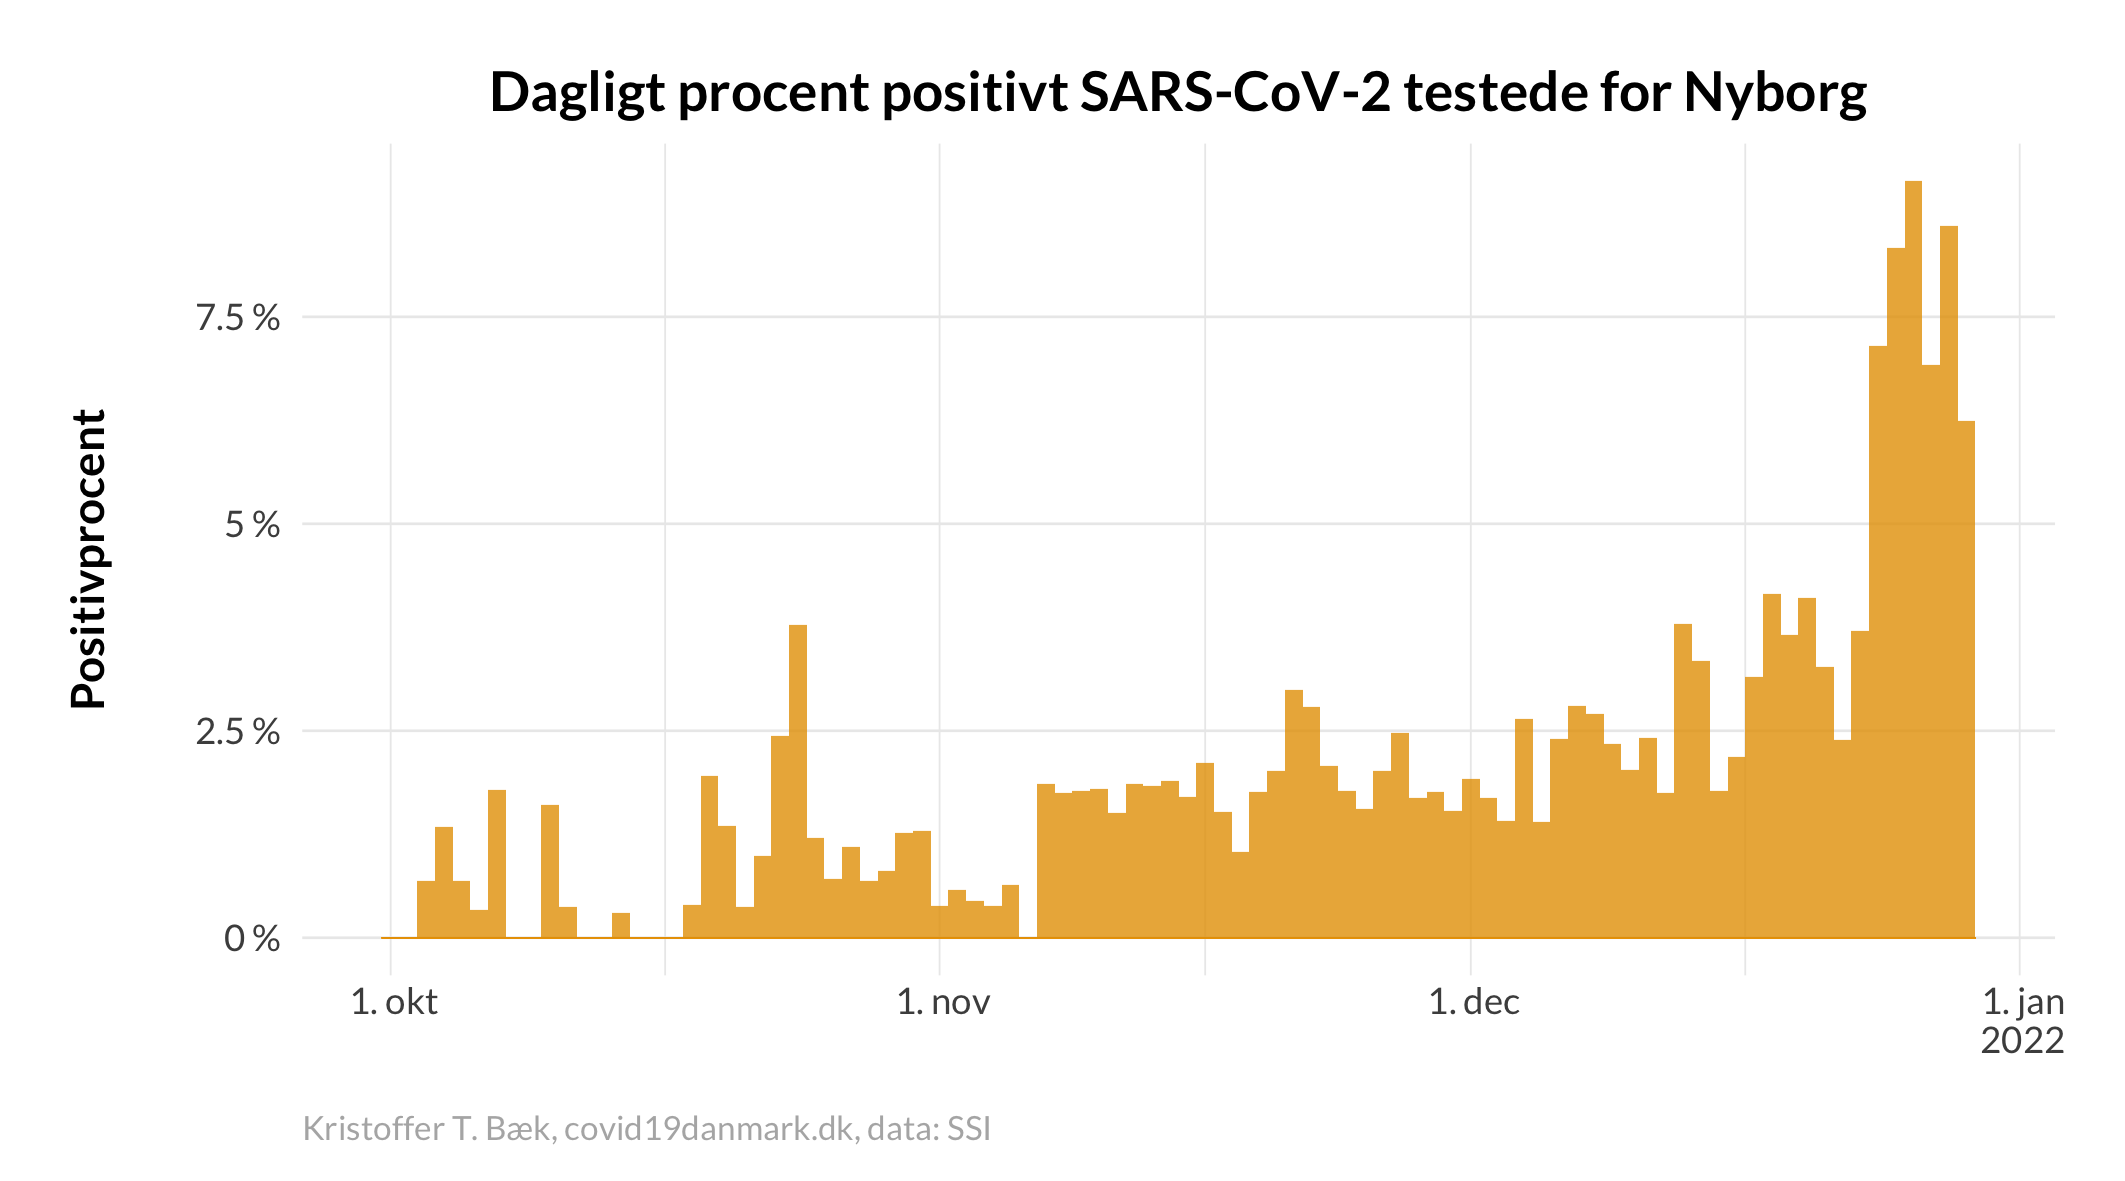 Dagligt procent positivt SARS-CoV-2 testede for Nyborg
Positivprocent
7.5 %
5 %
2.5 %
0 %
1. okt
1. nov
1. dec
1. jan
2022
Kristoffer T. Bæk, covid19danmark.dk, data: SSI